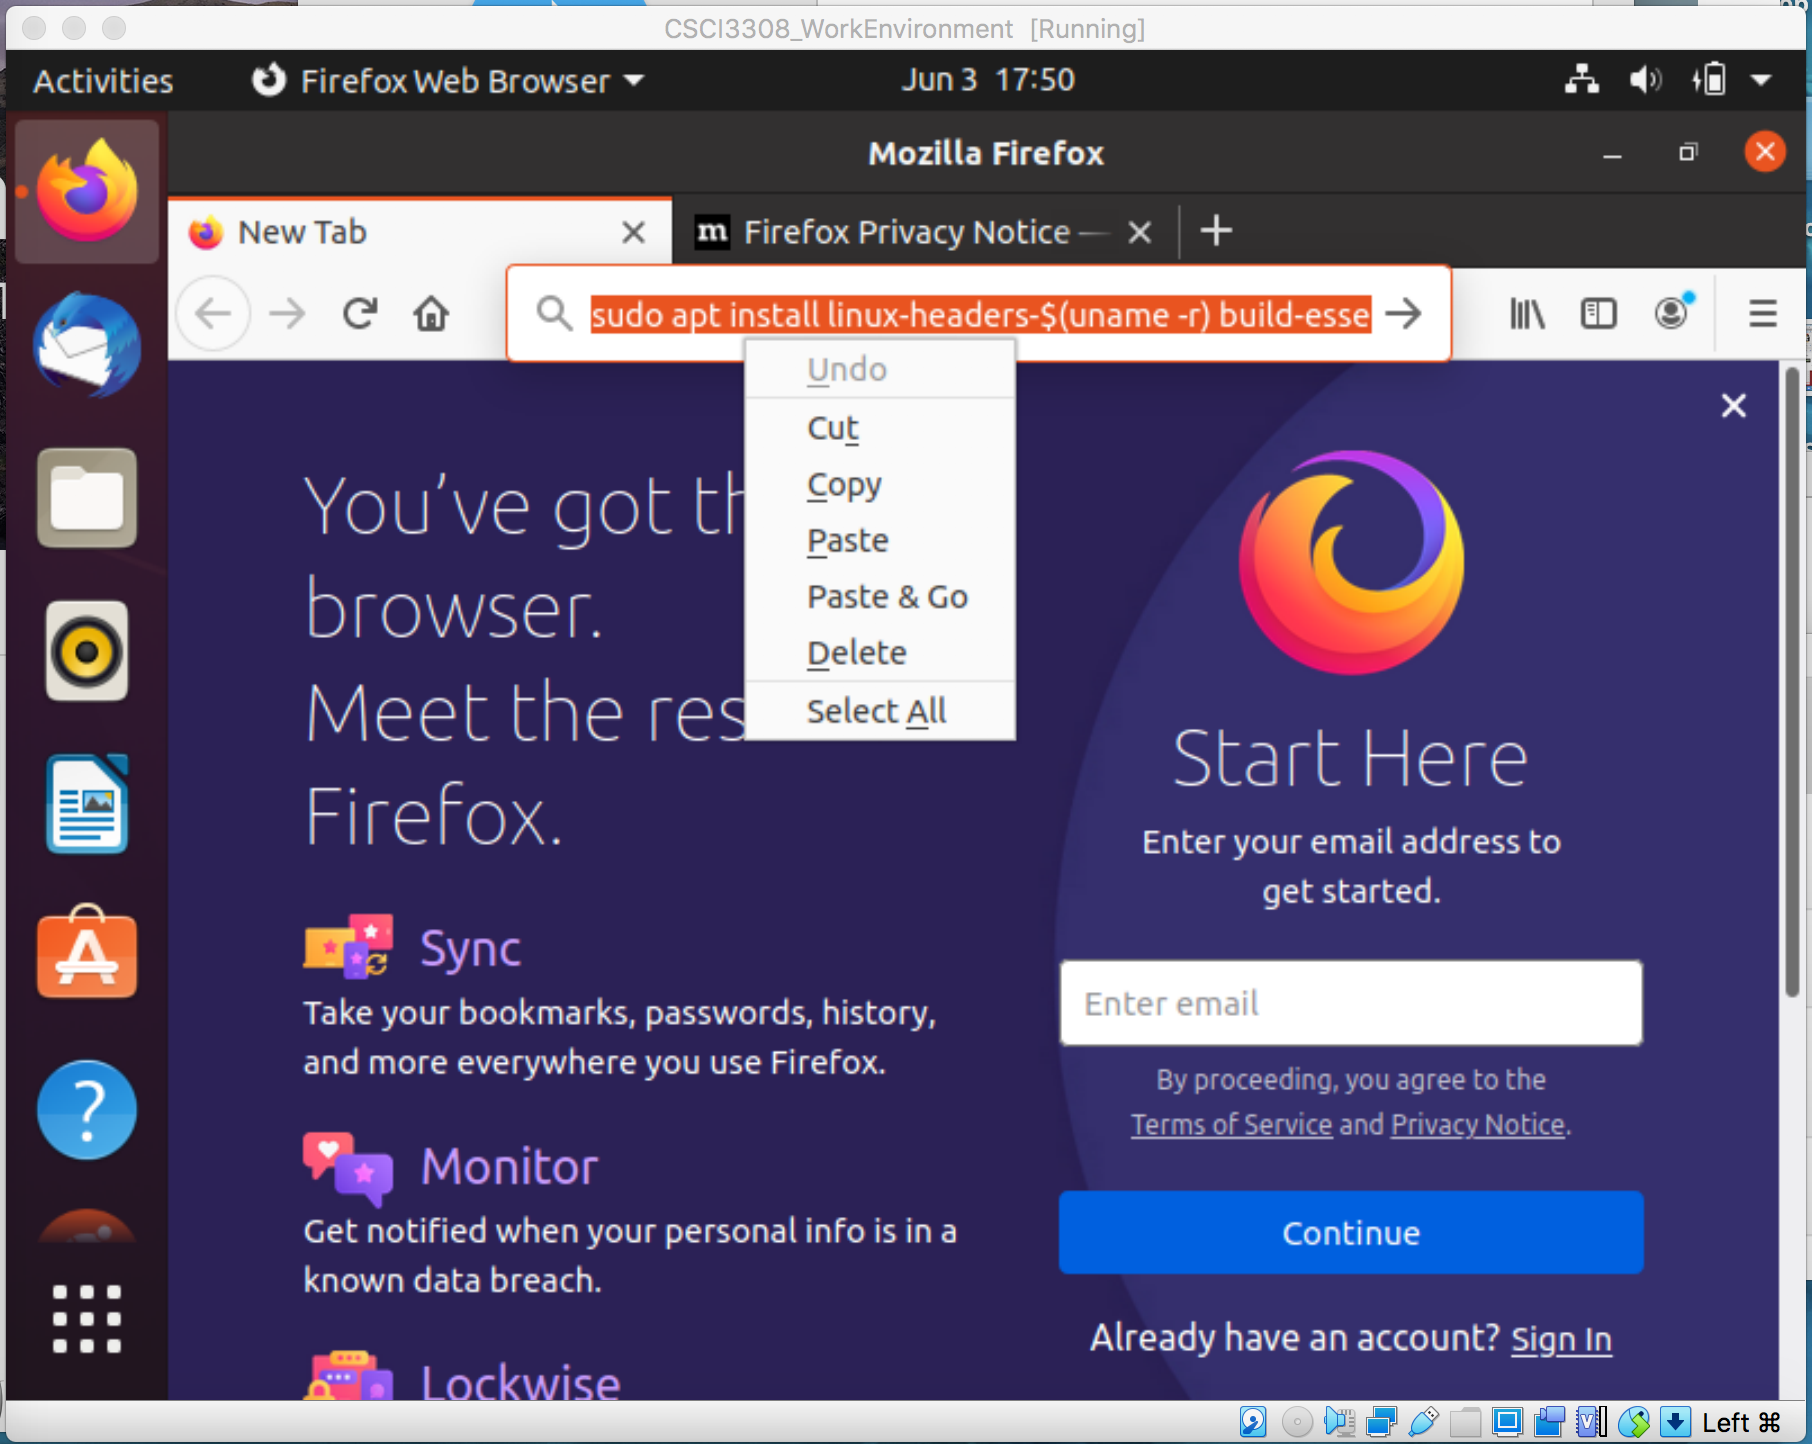 CSCI3308_WorkEnvironment [Running]
Activities
Firefox Web Browser
Jun 3 17:50
Mozilla Firefox
New Tab
m
Firefox Privacy Notice —
sudo apt install linux-headers-$(uname -r) build-esse
Undo
Cut
Copy
Paste
Paste & Go
Delete
Select All
You’ve got th
browser.
Meet the res
Firefox.
Sync
Take your bookmarks, passwords, history,
and more everywhere you use Firefox.
Monitor
Get notified when your personal info is in a
known data breach.
Lockwise
Start Here
Enter your email address to
get started.
Enter email
By proceeding, you agree to the
Terms of Service and Privacy Notice.
Continue
Already have an account? Sign In
Left ⌘